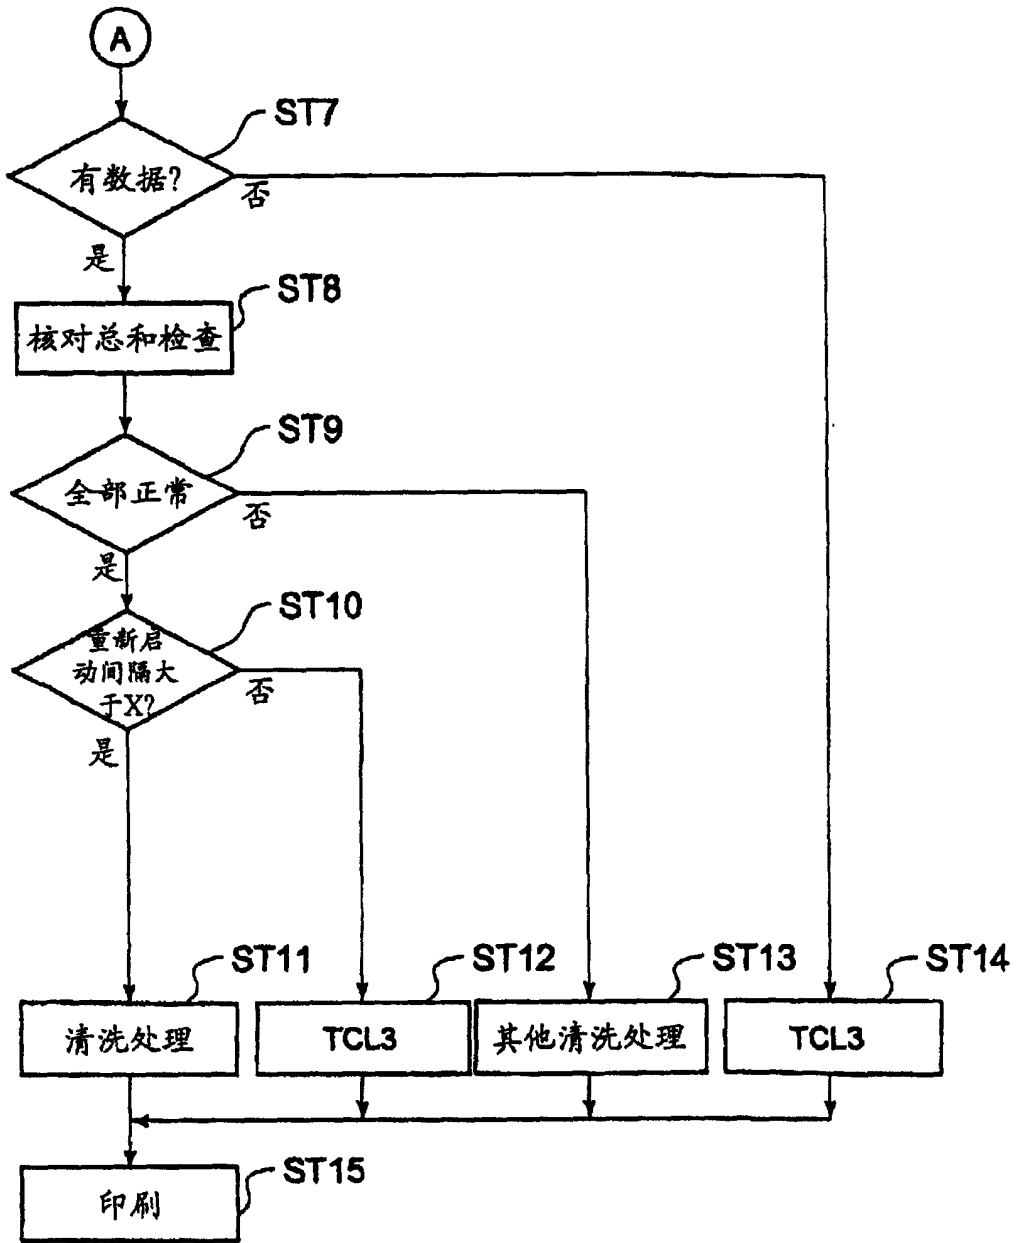 A
ST7
有数据?
否
是
ST8
核对总和检查
ST9
全部正常
否
是
ST10
重新启
动间隔大
于X?
否
是
ST11
ST12
ST13
ST14
清洗处理
TCL3
其他清洗处理
TCL3
ST15
印刷